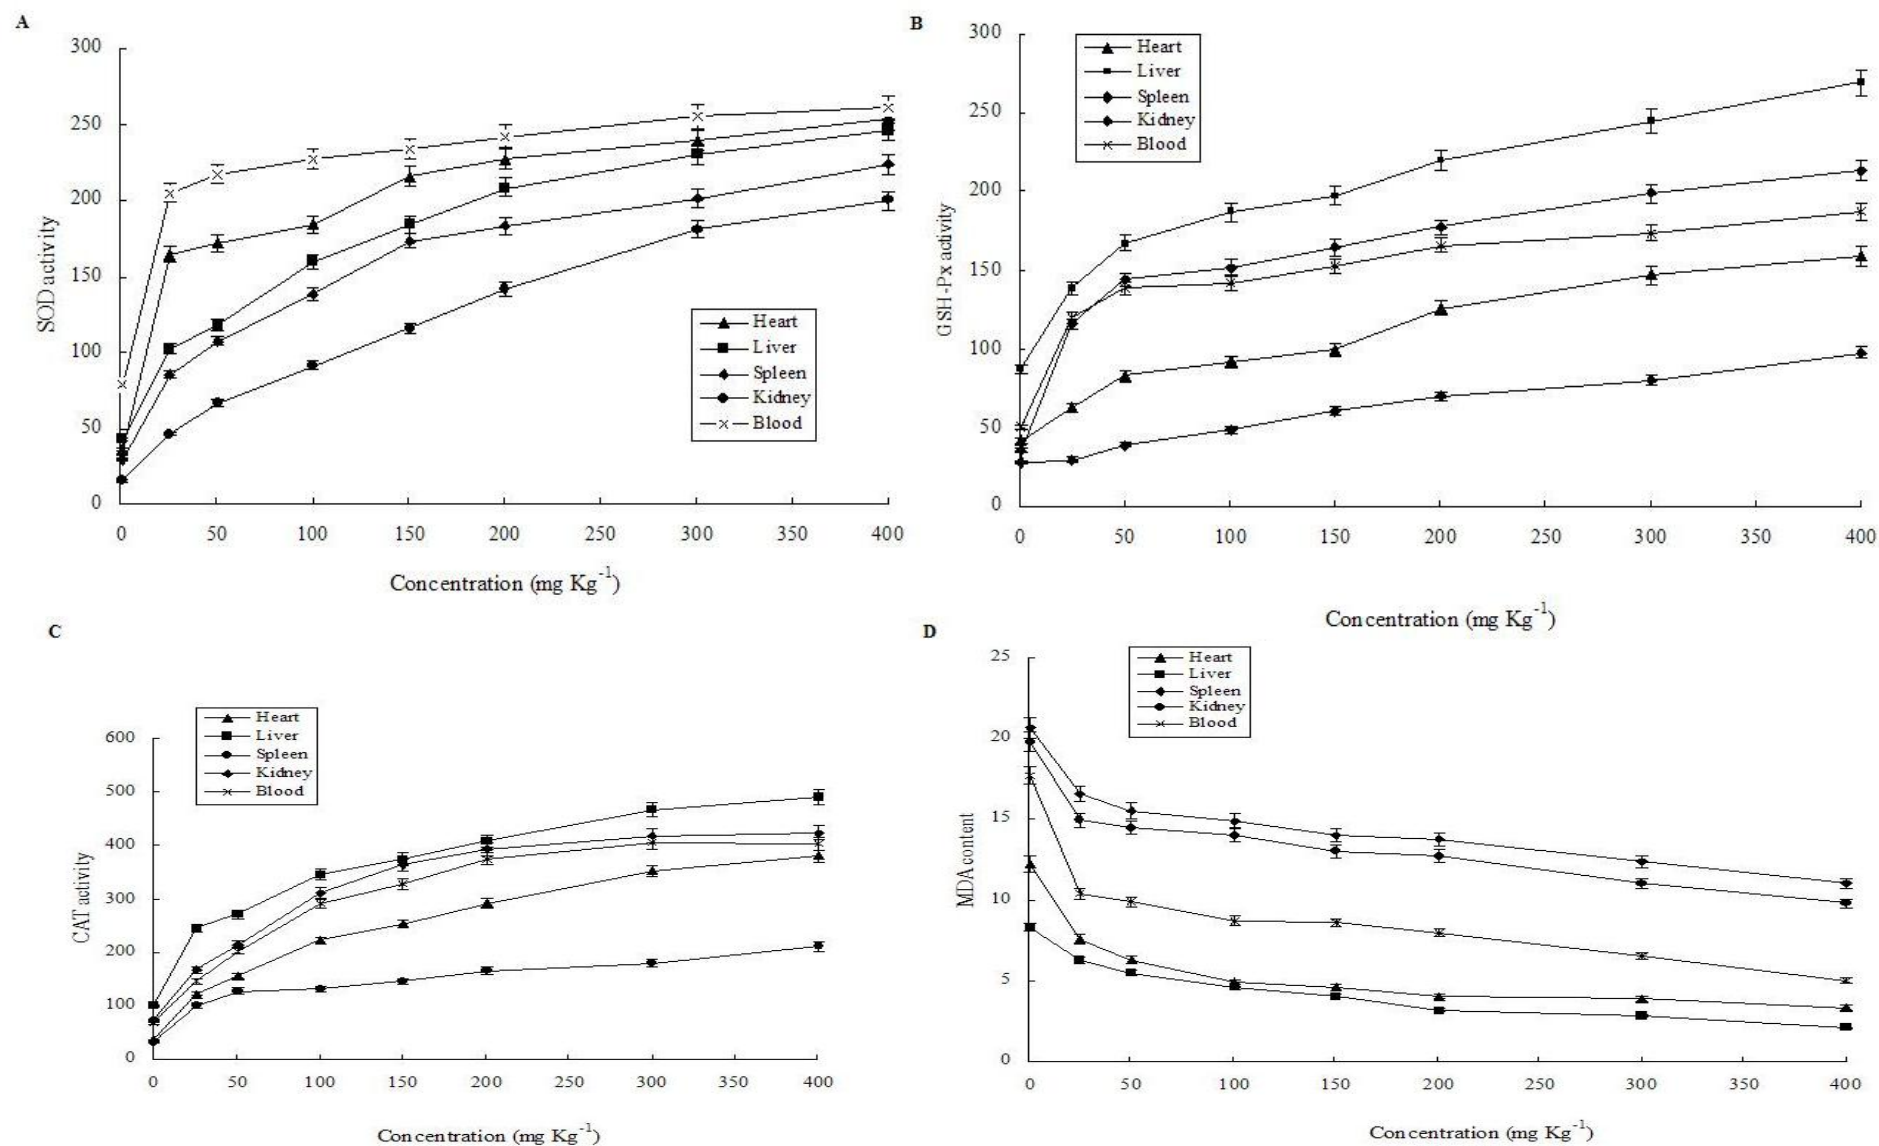 A
300
250
200
150
100
50
0
SOD activity
Heart
Liver
Spleen
Kidney
Blood
0 50 100 150 200 250 300 350 400
Concentration (mg Kg-1)
B
300
250
200
150
100
50
0
GSH-Px activity
Heart
Liver
Spleen
Kidney
Blood
0 50 100 150 200 250 300 350 400
Concentration (mg Kg-1)
C
600
500
400
300
200
100
0
CAT activity
Heart
Liver
Spleen
Kidney
Blood
0 50 100 150 200 250 300 350 400
Concentration (mg Kg-1)
D
25
20
15
10
5
0
MDA content
Heart
Liver
Spleen
Kidney
Blood
0 50 100 150 200 250 300 350 400
Concentration (mg Kg-1)